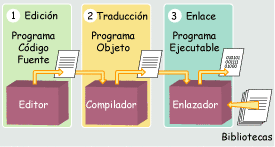 1 Edición
Programa
Código
Fuente
2 Traducción
Programa
Objeto
3 Enlace
Programa
Ejecutable
Editor
Compilador
Enlazador
Bibliotecas